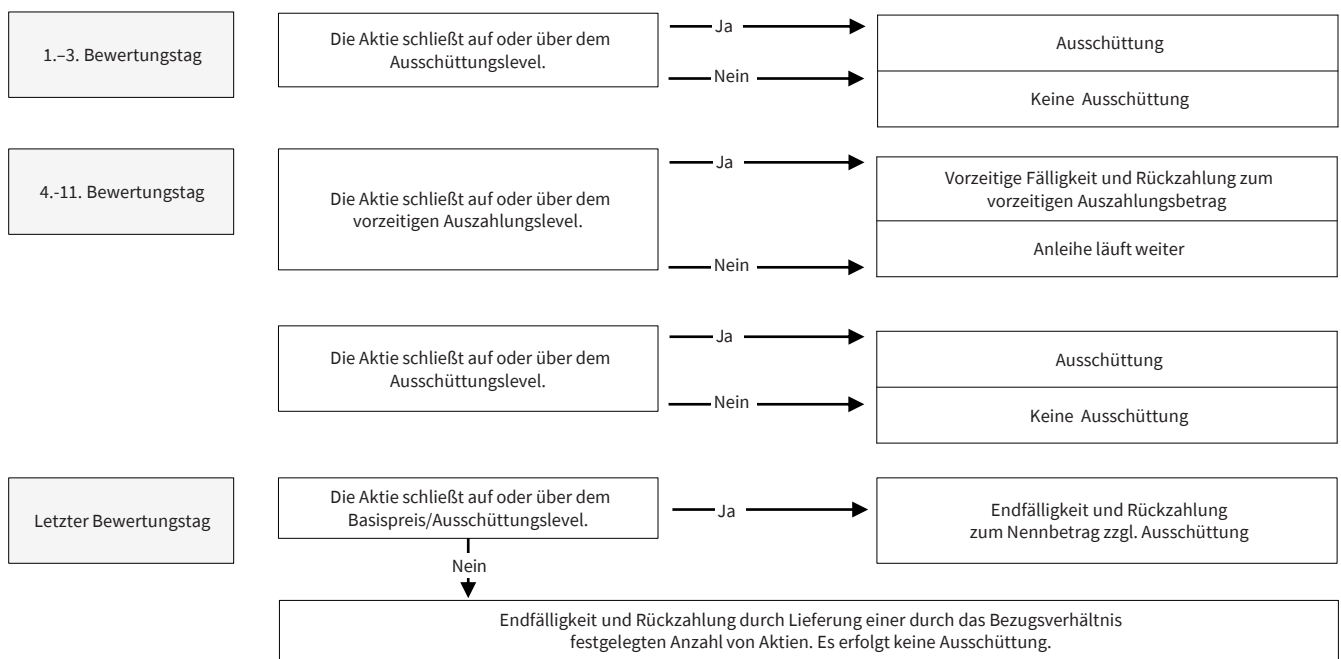 1.–3. Bewertungstag
Die Aktie schließt auf oder über dem
Ausschüttungslevel.
Ja
Nein
Ausschüttung
Keine Ausschüttung
4.-11. Bewertungstag
Die Aktie schließt auf oder über dem
vorzeitigen Auszahlungslevel.
Ja
Nein
Vorzeitige Fälligkeit und Rückzahlung zum
vorzeitigen Auszahlungsbetrag
Anleihe läuft weiter
Die Aktie schließt auf oder über dem
Ausschüttungslevel.
Ja
Nein
Ausschüttung
Keine Ausschüttung
Letzter Bewertungstag
Die Aktie schließt auf oder über dem
Basispreis/Ausschüttungslevel.
Ja
Endfälligkeit und Rückzahlung
zum Nennbetrag zzgl. Ausschüttung
Nein
Endfälligkeit und Rückzahlung durch Lieferung einer durch das Bezugsverhältnis
festgelegten Anzahl von Aktien. Es erfolgt keine Ausschüttung.